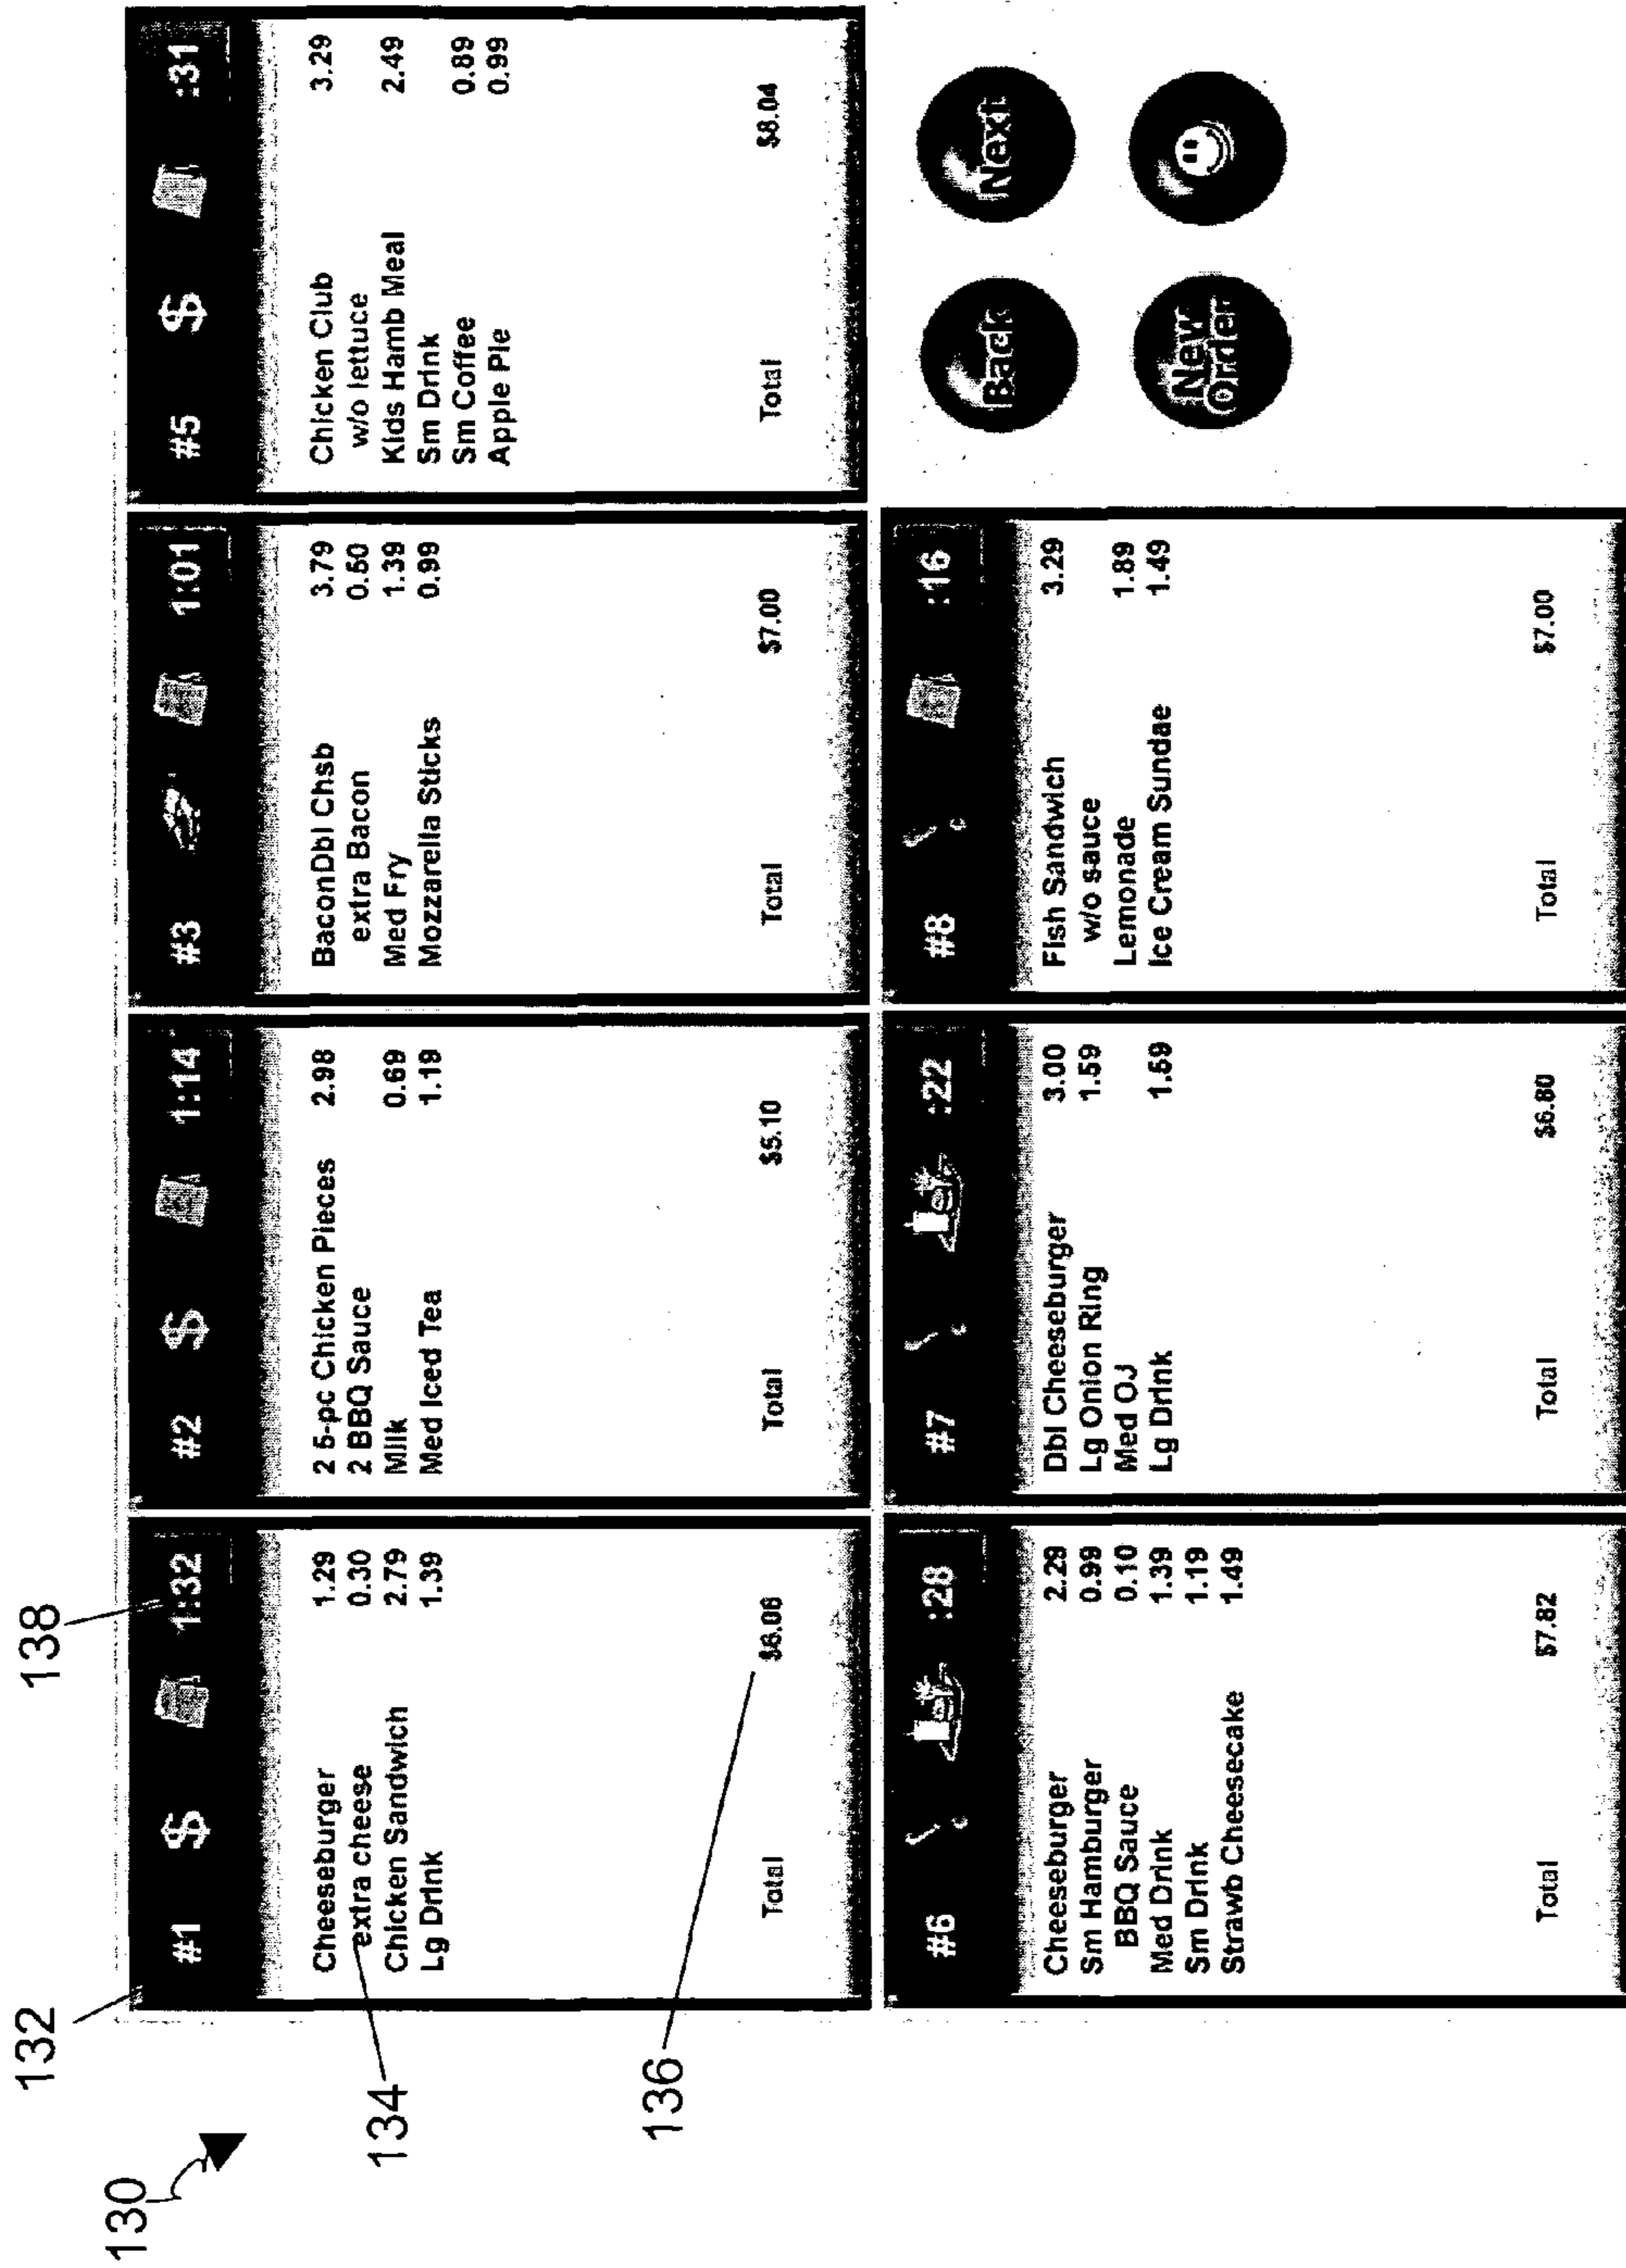 130
132
138
#1 $ 1:32
Cheeseburger 1.29
extra cheese 0.30
Chicken Sandwich 2.79
Lg Drink 1.39
Total $6.06
134
136
#2 $ 1:14
2 5-pc Chicken Pieces 2.98
2 BBQ Sauce
Milk 0.69
Med Iced Tea 1.19
Total $5.10
#3 1:01
BaconDbl Chsb 3.79
extra Bacon 0.50
Med Fry 1.39
Mozzarella Sticks 0.99
Total $7.00
#5 $ :31
Chicken Club 3.29
w/o lettuce
Kids Hamb Meal 2.49
Sm Drink
Sm Coffee 0.89
Apple Pie 0.99
Total $8.04
#6 :28
Cheeseburger 2.29
Sm Hamburger 0.99
BBQ Sauce 0.10
Med Drink 1.39
Sm Drink 1.19
Strawb Cheesecake 1.49
Total $7.82
#7 :22
Dbl Cheeseburger 3.00
Lg Onion Ring 1.59
Med OJ
Lg Drink 1.59
Total $6.80
#8 :16
Fish Sandwich 3.29
w/o sauce
Lemonade 1.89
Ice Cream Sundae 1.49
Total $7.00
Back
Next
New
Order